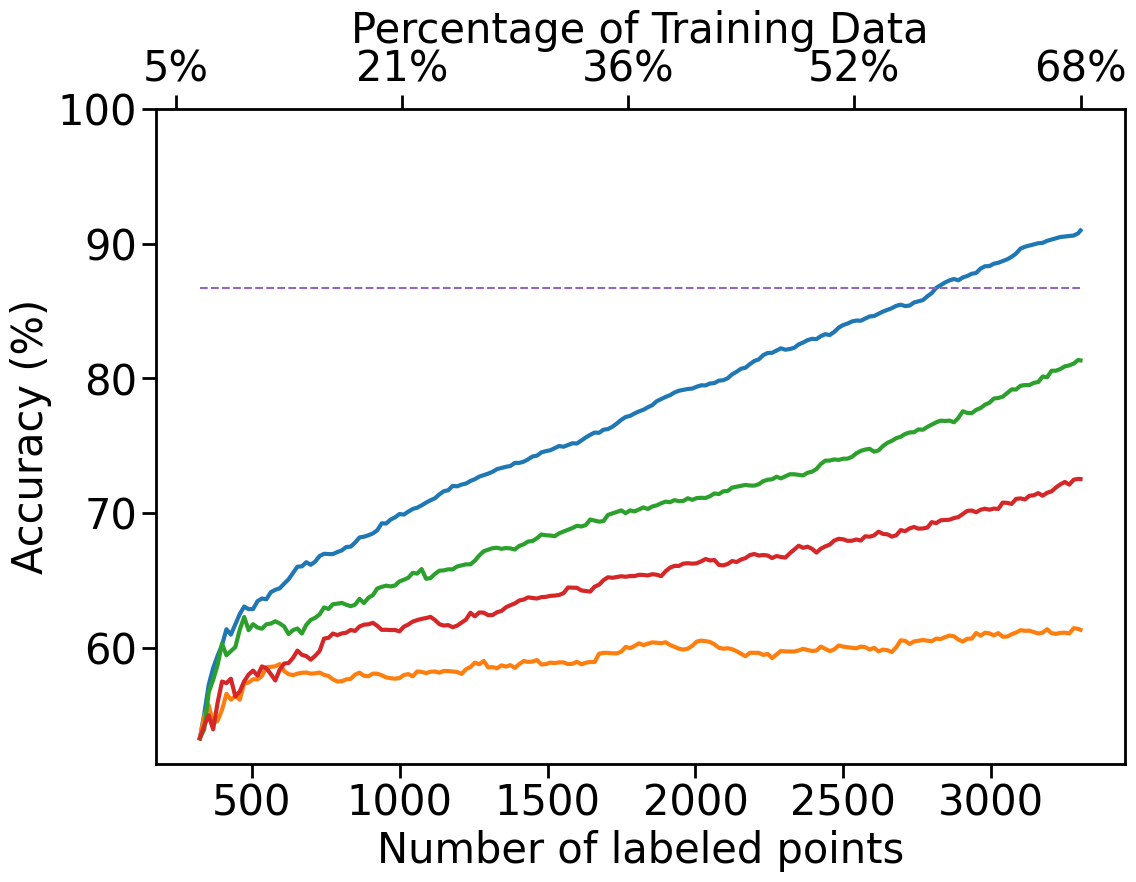 Percentage of Training Data
5% 21% 36% 52% 68%
100
90
80
70
60
Accuracy (%)
500 1000 1500 2000 2500 3000
Number of labeled points